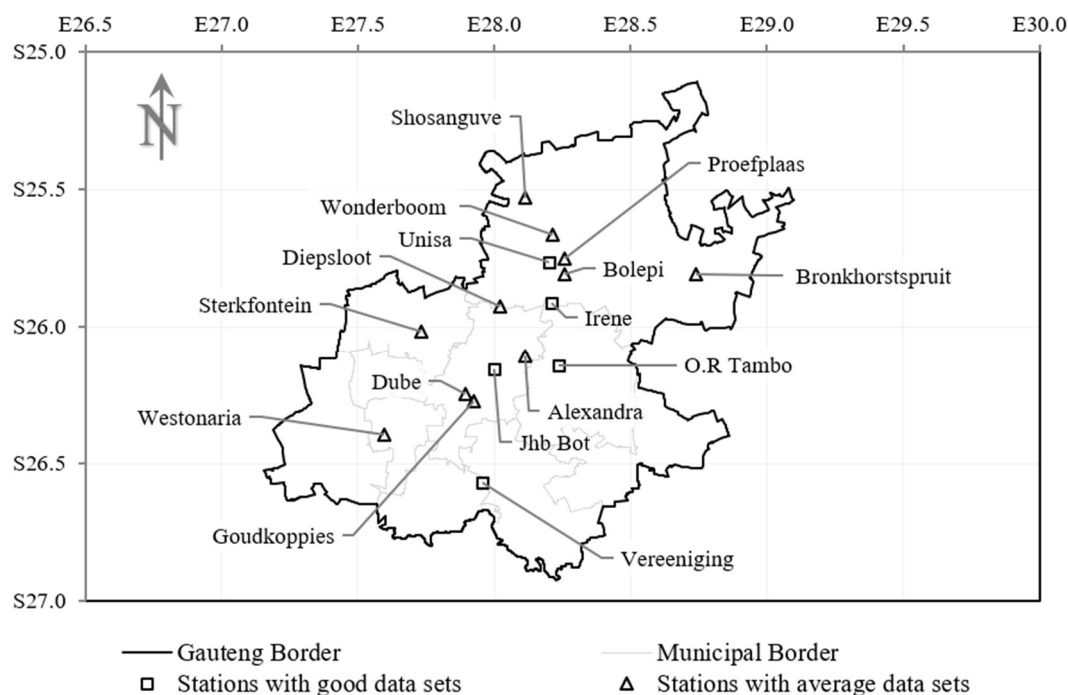 E26.5 E27.0 E27.5 E28.0 E28.5 E29.0 E29.5 E30.0
S25.0
N
Shosanguve
Proefplaas
S25.5
Wonderboom
Unisa
Diepsloot
Bolepi
Bronkhorstspruit
Sterkfontein
Irene
S26.0
O.R Tambo
Dube
Westonaria
Alexandra
Jhb Bot
S26.5
Goudkoppies
Vereeniging
S27.0
Gauteng Border
Municipal Border
Stations with good data sets
Stations with average data sets